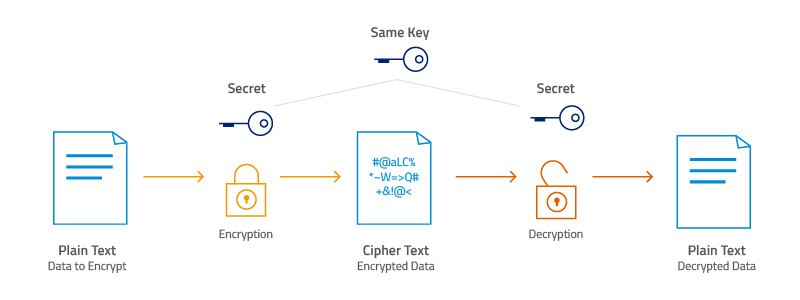 Same Key
Secret
Secret
#@aLC%
*~W=>Q#
+&!@<
Encryption
Decryption
Plain Text
Data to Encrypt
Cipher Text
Encrypted Data
Plain Text
Decrypted Data